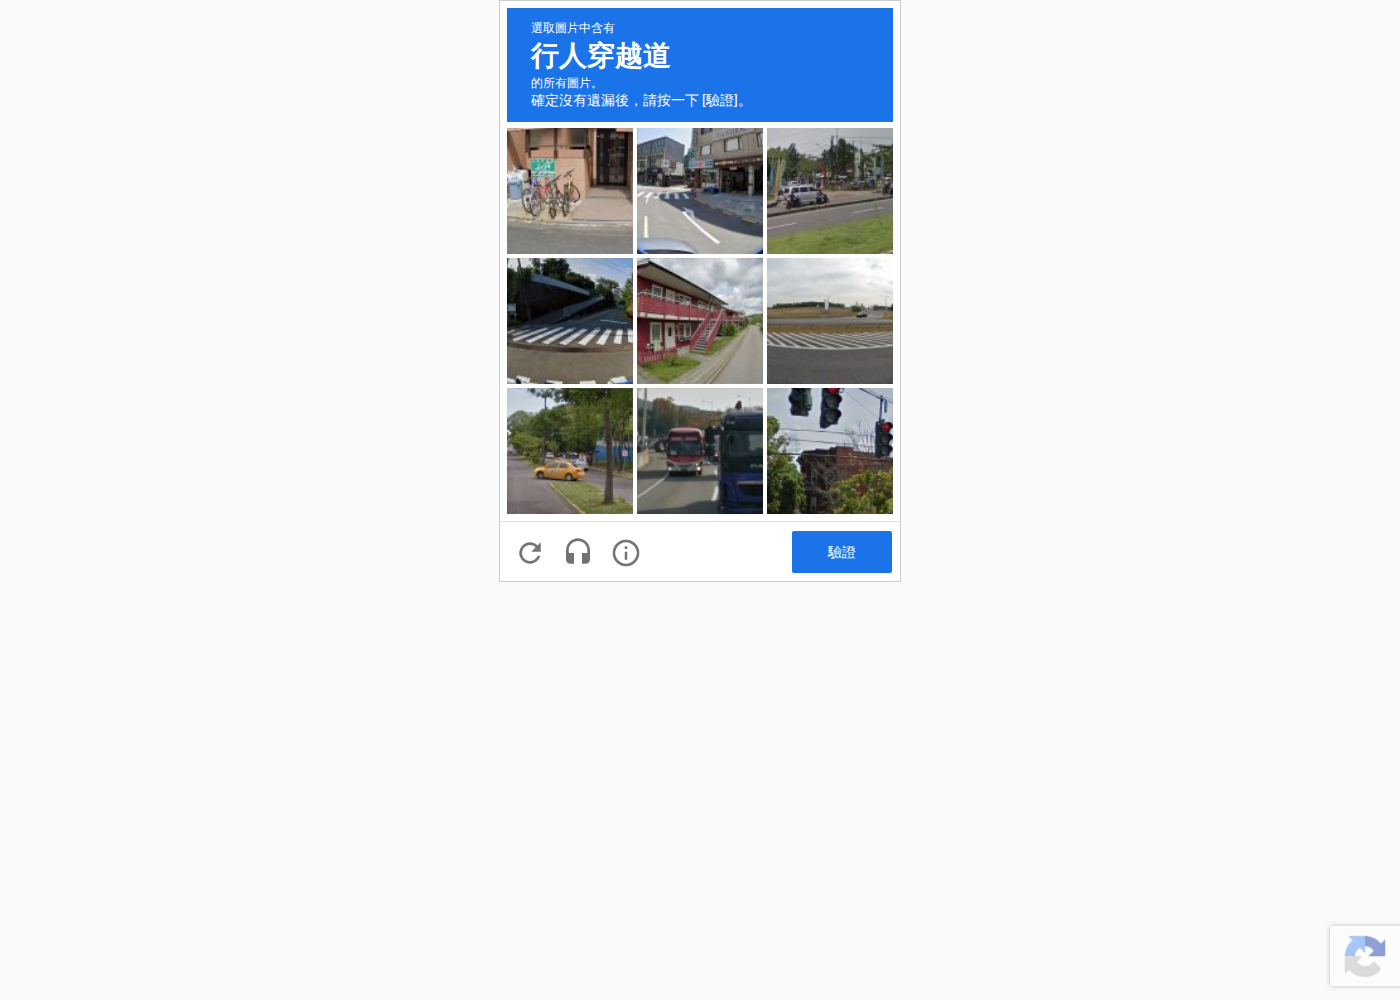 選取圖片中含有
行人穿越道
的所有圖片。
確定沒有遺漏後，請按一下 [驗證]。
驗證